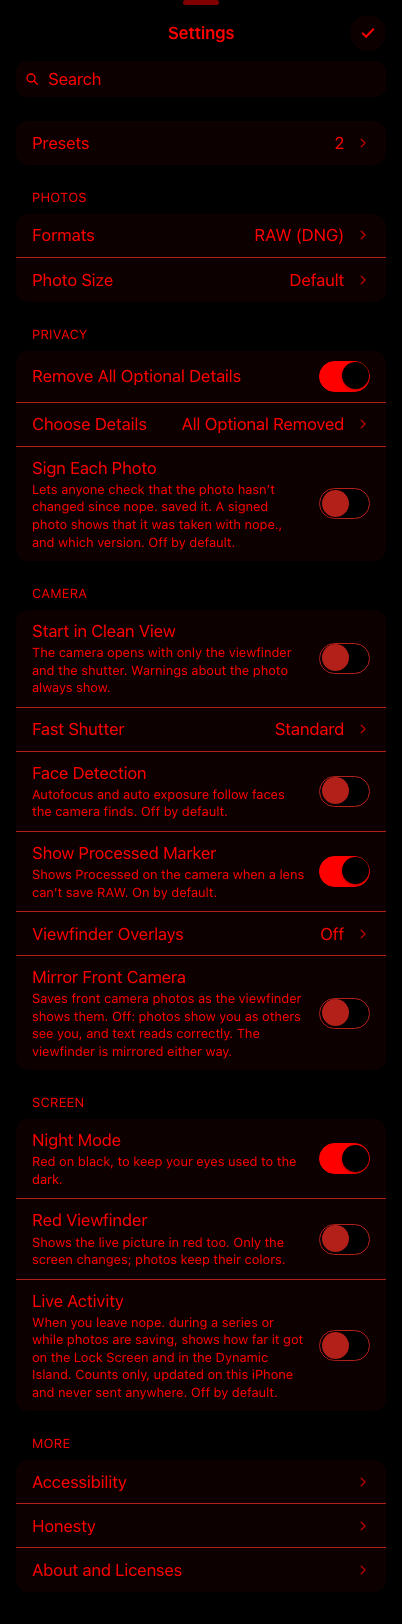 Settings
Search
Presets 2
PHOTOS
Formats RAW (DNG)
Photo Size Default
PRIVACY
Remove All Optional Details
Choose Details All Optional Removed
Sign Each Photo
Lets anyone check that the photo hasn't
changed since nope. saved it. A signed
photo shows that it was taken with nope.,
and which version. Off by default.
CAMERA
Start in Clean View
The camera opens with only the viewfinder
and the shutter. Warnings about the photo
always show.
Fast Shutter Standard
Face Detection
Autofocus and auto exposure follow faces
the camera finds. Off by default.
Show Processed Marker
Shows Processed on the camera when a lens
can't save RAW. On by default.
Viewfinder Overlays Off
Mirror Front Camera
Saves front camera photos as the viewfinder
shows them. Off: photos show you as others
see you, and text reads correctly. The
viewfinder is mirrored either way.
SCREEN
Night Mode
Red on black, to keep your eyes used to the
dark.
Red Viewfinder
Shows the live picture in red too. Only the
screen changes; photos keep their colors.
Live Activity
When you leave nope. during a series or
while photos are saving, shows how far it got
on the Lock Screen and in the Dynamic
Island. Counts only, updated on this iPhone
and never sent anywhere. Off by default.
MORE
Accessibility
Honesty
About and Licenses